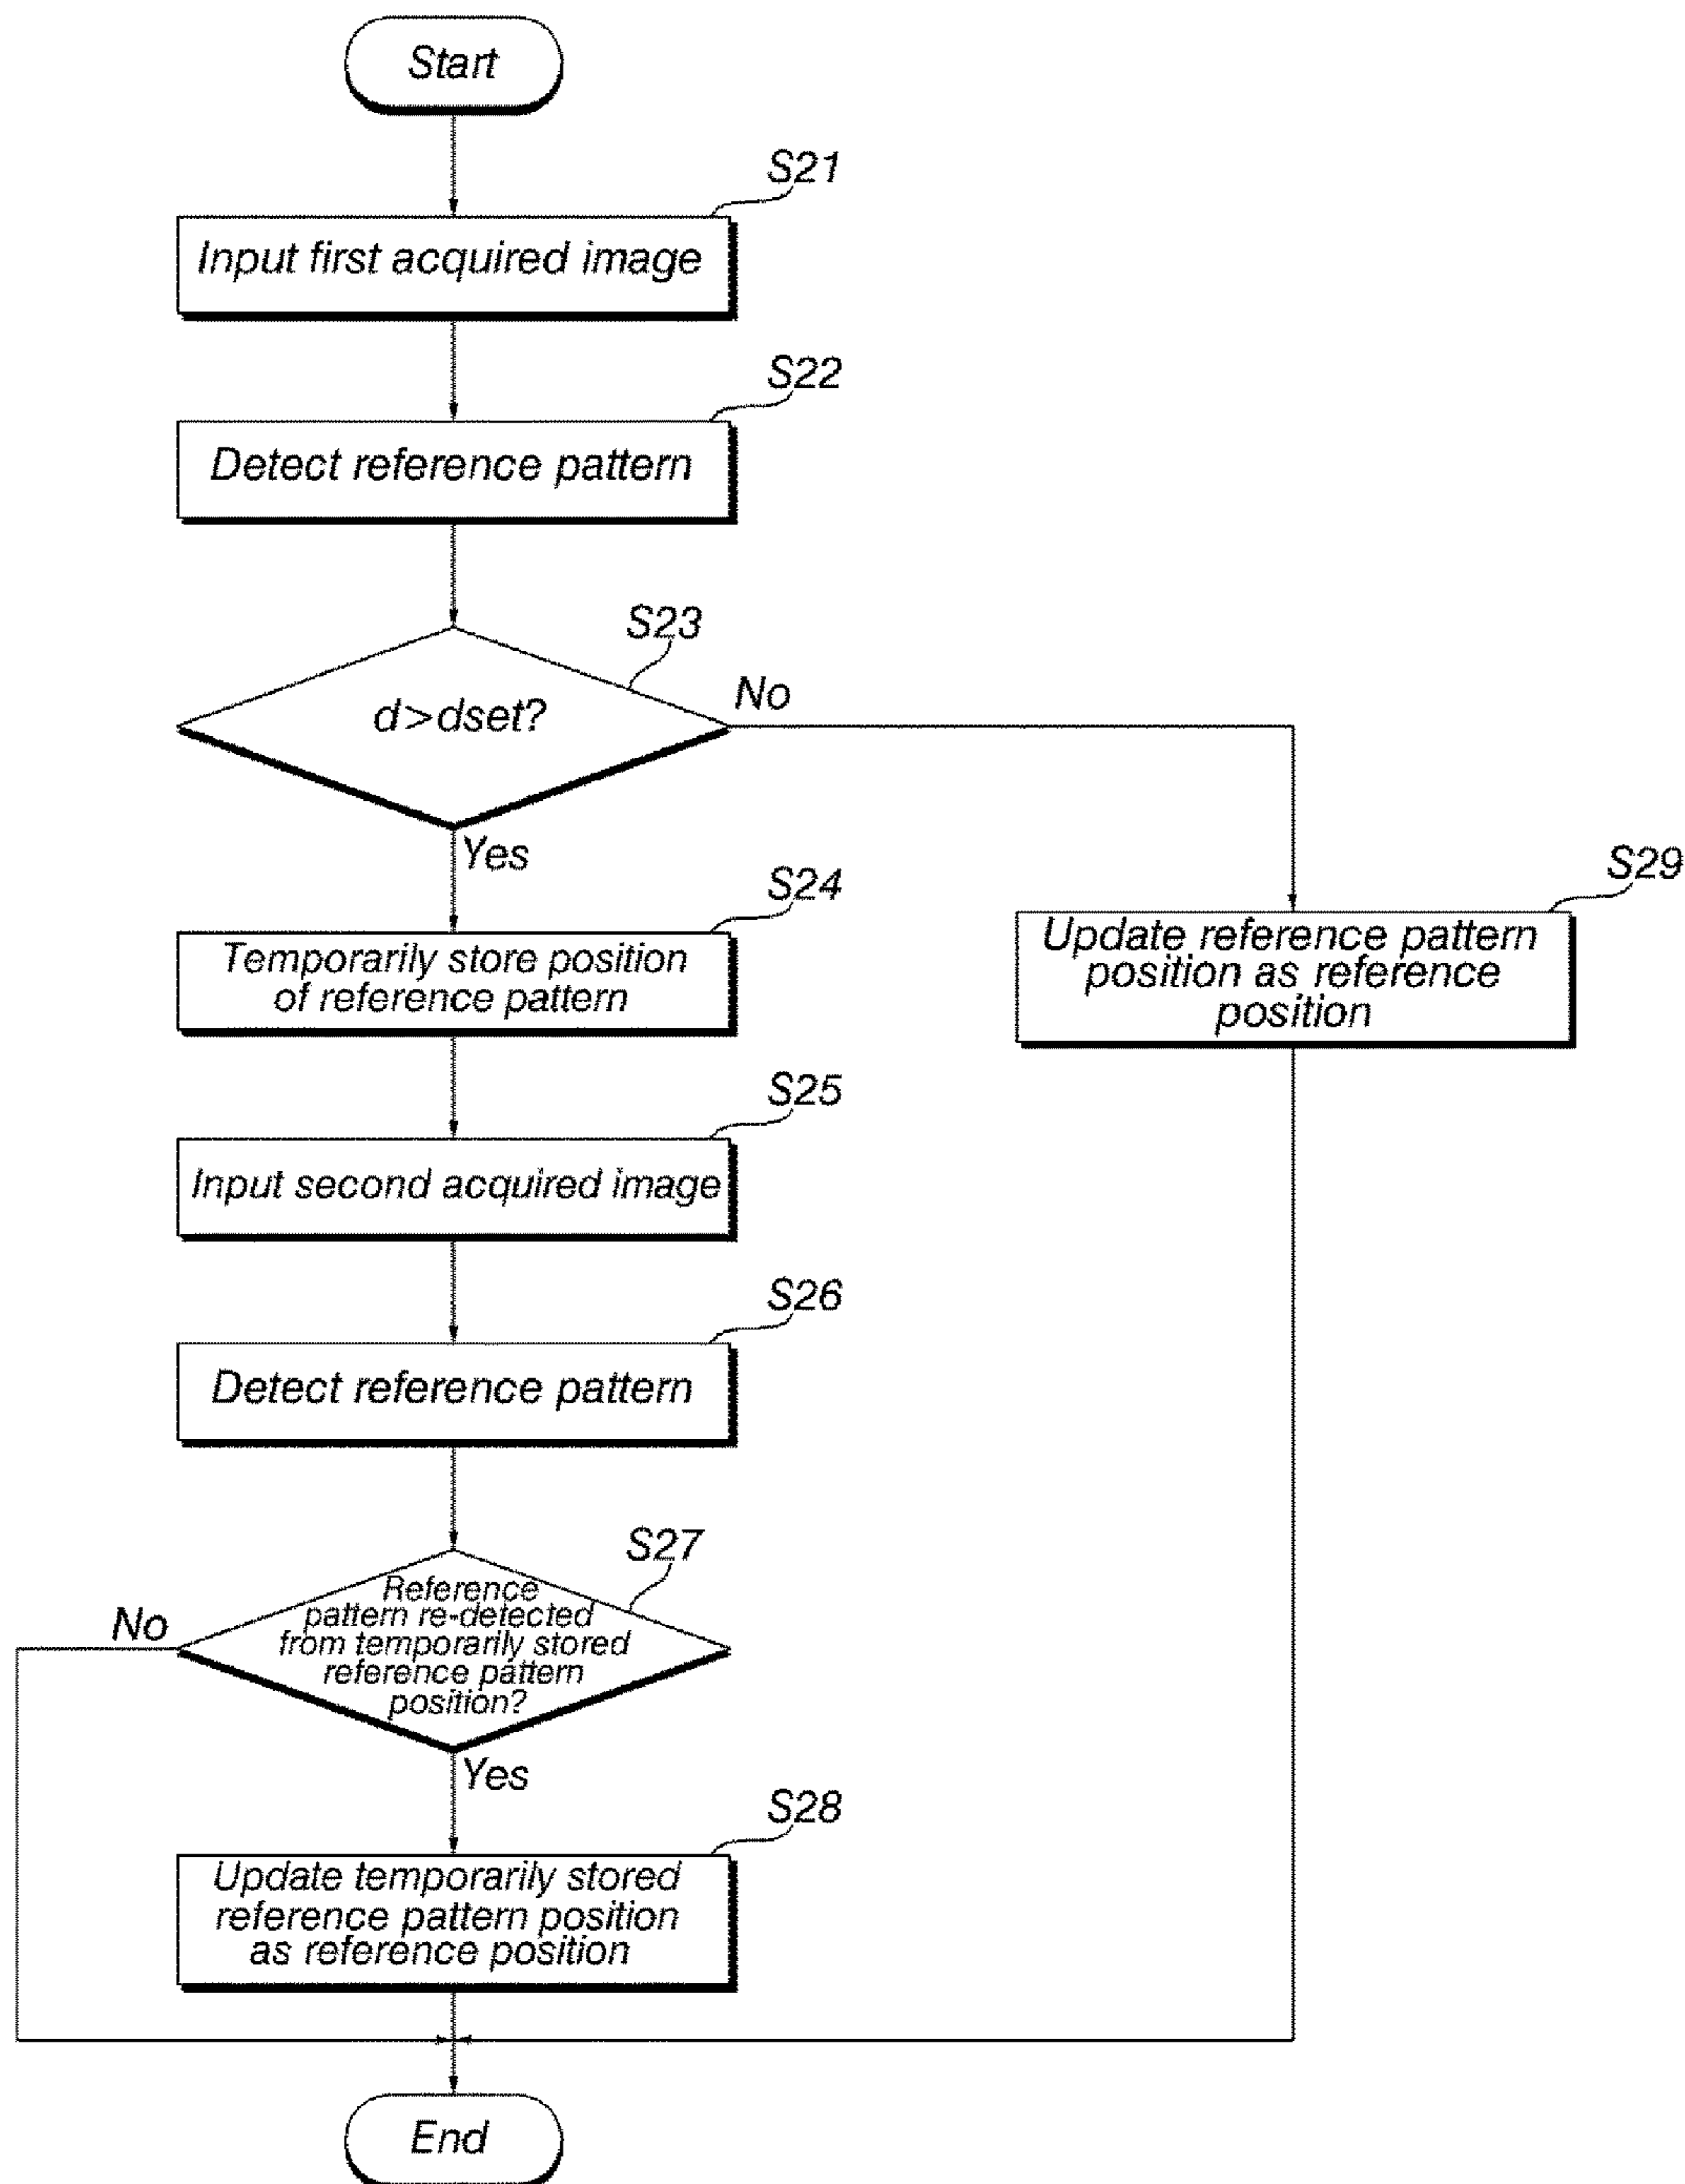 Start
S21
Input first acquired image
S22
Detect reference pattern
S23
d>dset?
No
Yes
S24
Temporarily store position
of reference pattern
S29
Update reference pattern
position as reference
position
S25
Input second acquired image
S26
Detect reference pattern
S27
Reference
pattern re-detected
from temporarily stored
reference pattern
position?
No
Yes
S28
Update temporarily stored
reference pattern position
as reference position
End